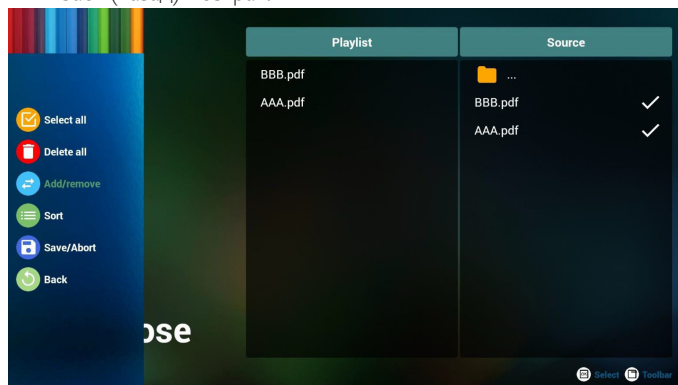 Playlist
Source
BBB.pdf
AAA.pdf
...
BBB.pdf
AAA.pdf
Select all
Delete all
Add/remove
Sort
Save/Abort
Back
ose
Select
Toolbar